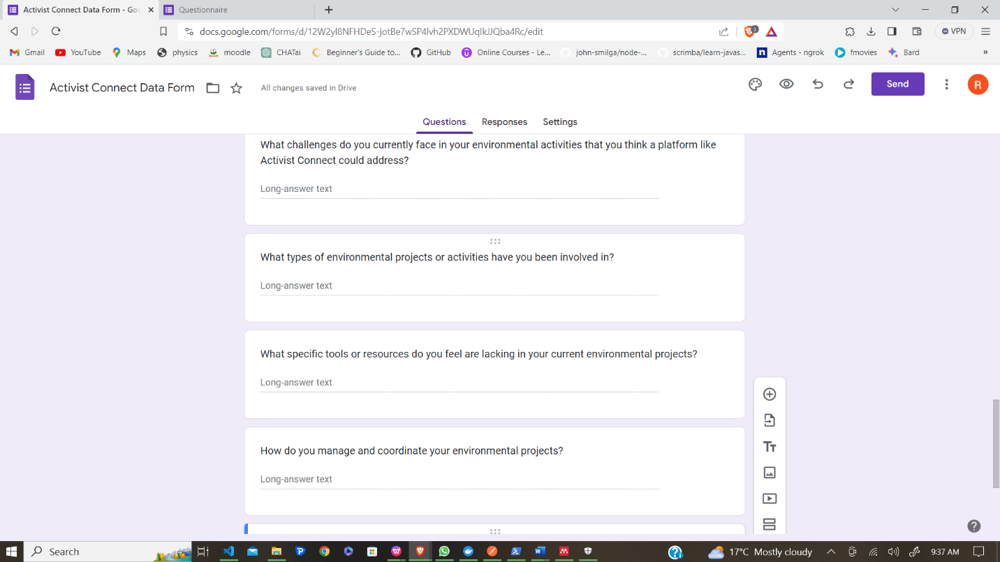 Activist Connect Data Form - Goo
Questionnaire
docs.google.com/forms/d/12W2yl8NFHDeS-jotBe7wSP4lvh2PXDWUqIkJJQba4Rc/edit
3
VPN
Gmail
YouTube
Maps
physics
moodle
CHATai
Beginner's Guide to...
GitHub
Online Courses - Le...
john-smilga/node-...
scrimba/learn-javas...
Agents - ngrok
fmovies
Bard
»
Activist Connect Data Form
All changes saved in Drive
Send
R
Questions
Responses
Settings
What challenges do you currently face in your environmental activities that you think a platform like
Activist Connect could address?
Long-answer text
What types of environmental projects or activities have you been involved in?
Long-answer text
What specific tools or resources do you feel are lacking in your current environmental projects?
Long-answer text
How do you manage and coordinate your environmental projects?
Long-answer text
Search
17°C Mostly cloudy
9:37 AM